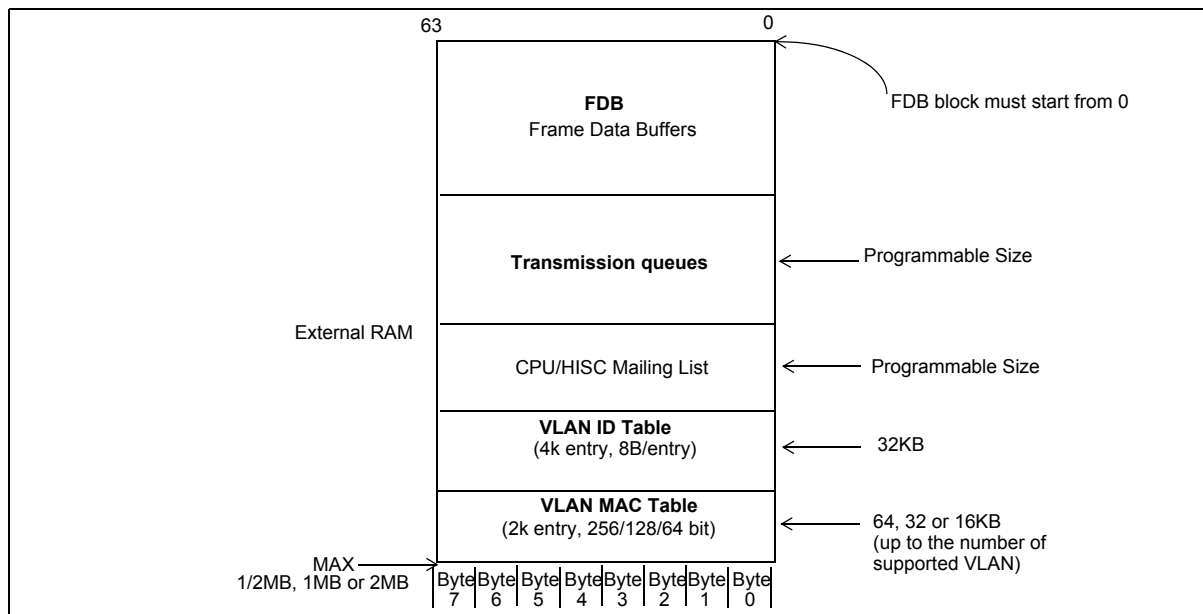 63 0
FDB
Frame Data Buffers
FDB block must start from 0
Transmission queues
Programmable Size
External RAM
CPU/HISC Mailing List
Programmable Size
VLAN ID Table
(4k entry, 8B/entry)
32KB
VLAN MAC Table
(2k entry, 256/128/64 bit)
64, 32 or 16KB
(up to the number of
supported VLAN)
MAX
1/2MB, 1MB or 2MB
Byte Byte Byte Byte Byte Byte Byte Byte
7 6 5 4 3 2 1 0